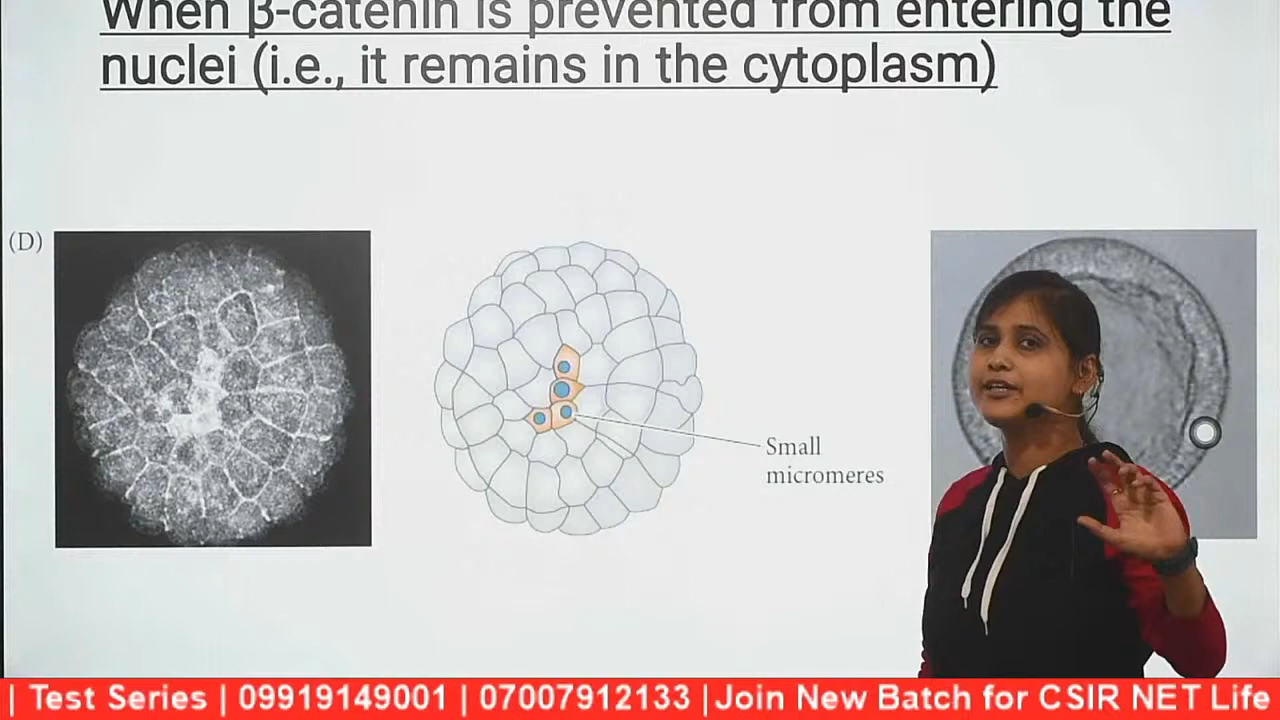 When β-catenin is prevented from entering the
nuclei (i.e., it remains in the cytoplasm)
(D)
Small
micromeres
| Test Series | 09919149001 | 07007912133 |Join New Batch for CSIR NET Life